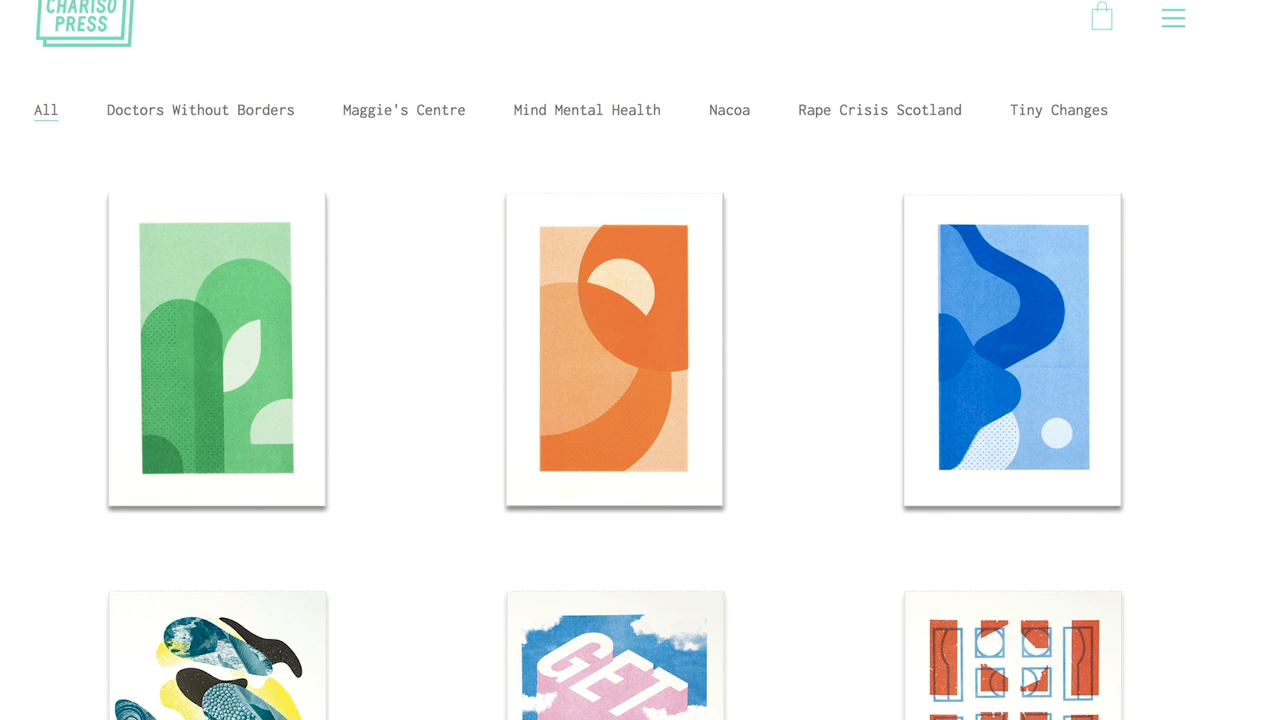 CHARISO
PRESS
All Doctors Without Borders Maggie's Centre Mind Mental Health Nacoa Rape Crisis Scotland Tiny Changes
GET